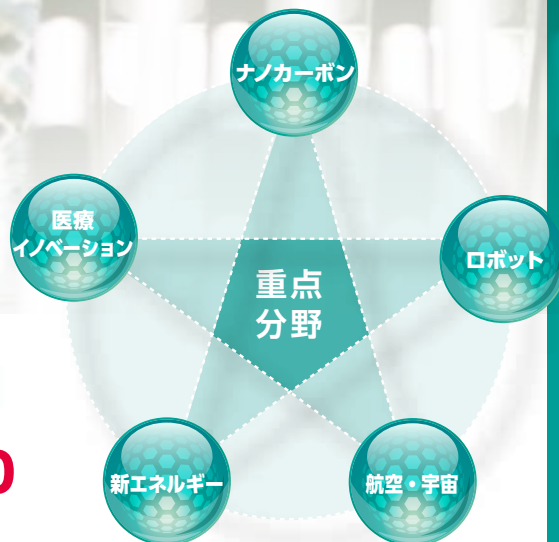 ナノカーボン
医療
イノベーション
ロボット
重点
分野
新エネルギー
航空・宇宙
0